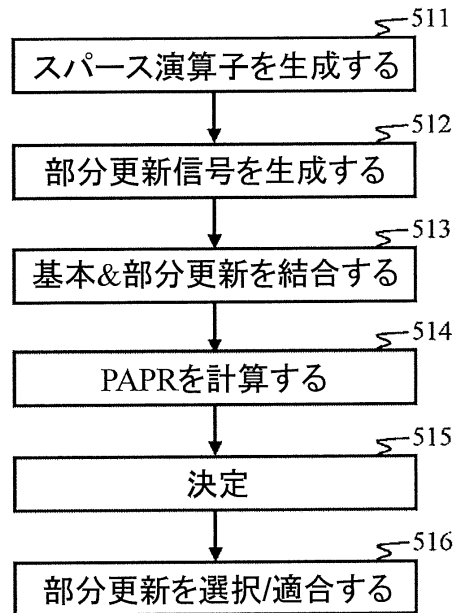 511
スパース演算子を生成する
512
部分更新信号を生成する
513
基本&部分更新を結合する
514
PAPRを計算する
515
決定
516
部分更新を選択/適合する